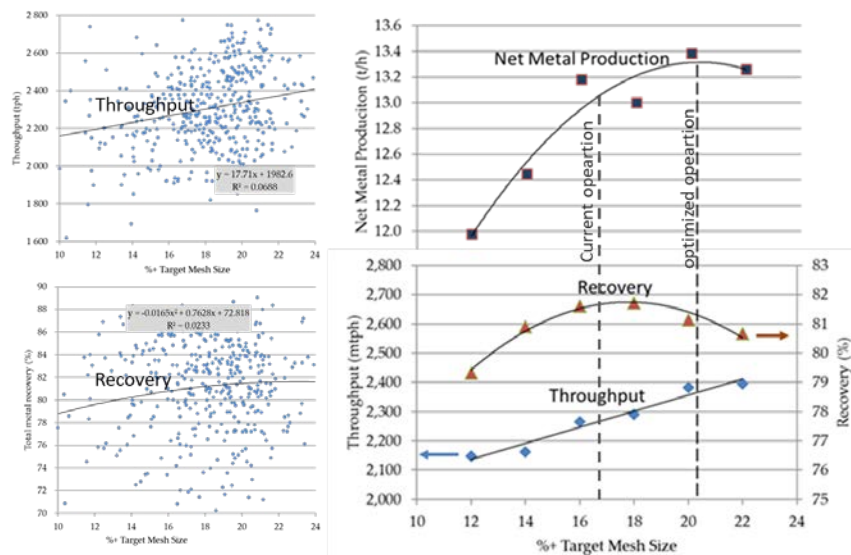 2 800
2 600
2 400
2 200
2 000
1 800
1 600
Throughput (tph)
Throughput
y = 17.71x + 1982.6
R² = 0.0688
10 12 14 16 18 20 22 24
%+ Target Mesh Size
90
88
86
84
82
80
78
76
74
72
70
Total metal recovery (%)
y = -0.0165x² + 0.7628x + 72.818
R² = 0.0233
Recovery
10 12 14 16 18 20 22 24
%+ Target Mesh Size
13.6
13.4
13.2
13.0
12.8
12.6
12.4
12.2
12.0
Net Metal Produciton (t/h)
Net Metal Production
Current opeartion
optimized opeartion
2,800
2,700
2,600
2,500
2,400
2,300
2,200
2,100
2,000
Throughput (mtph)
Recovery
Throughput
83
82
81
80
79
78
77
76
75
Recovery (%)
10 12 14 16 18 20 22 24
%+ Target Mesh Size